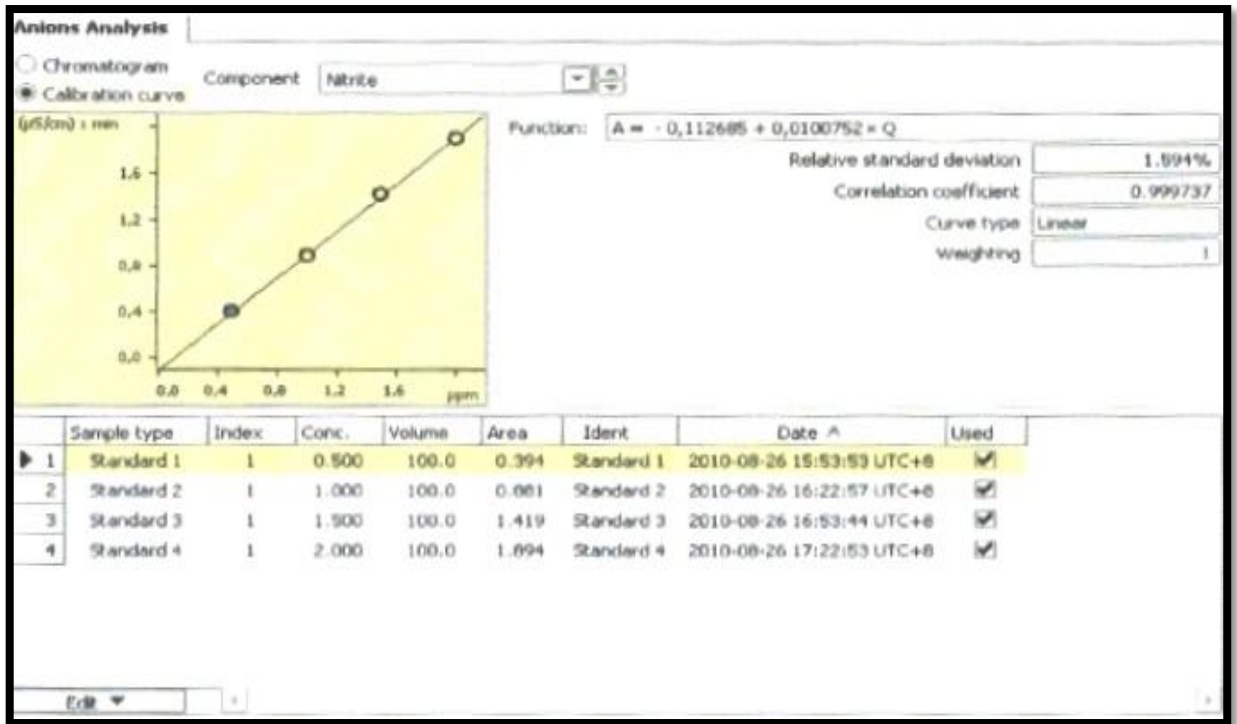 Anions Analysis
Chromatogram
Calibration curve
Component Nitrite
(µS/cm) x min
1,6
1,2
0,8
0,4
0,0
0,0 0,4 0,8 1,2 1,6 ppm
Function: A = - 0,112685 + 0,0100752 × Q
Relative standard deviation 1.594%
Correlation coefficient 0.999737
Curve type Linear
Weighting 1
Sample type Index Conc. Volume Area Ident Date Used
1 Standard 1 1 0.500 100.0 0.394 Standard 1 2010-08-26 15:53:53 UTC+8
2 Standard 2 1 1.000 100.0 0.881 Standard 2 2010-08-26 16:22:57 UTC+8
3 Standard 3 1 1.500 100.0 1.419 Standard 3 2010-08-26 16:53:44 UTC+8
4 Standard 4 1 2.000 100.0 1.894 Standard 4 2010-08-26 17:22:53 UTC+8
Edit